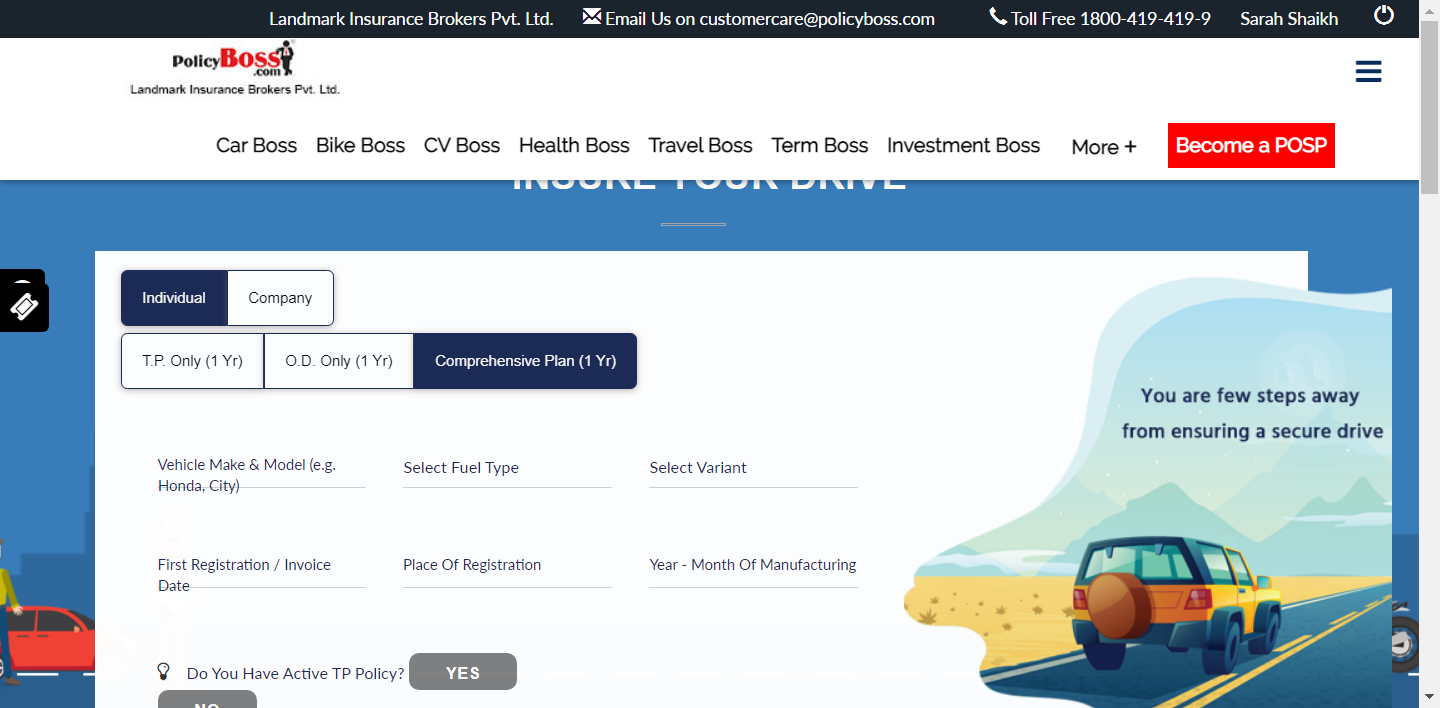 Landmark Insurance Brokers Pvt. Ltd. Email Us on customercare@policyboss.com Toll Free 1800-419-419-9 Sarah Shaikh
PolicyBoss
.com
Landmark Insurance Brokers Pvt. Ltd.
Car Boss Bike Boss CV Boss Health Boss Travel Boss Term Boss Investment Boss More + Become a POSP
INSURE YOUR DRIVE
Individual Company
T.P. Only (1 Yr) O.D. Only (1 Yr) Comprehensive Plan (1 Yr)
You are few steps away
from ensuring a secure drive
Vehicle Make & Model (e.g.
Honda, City)
Select Fuel Type
Select Variant
First Registration / Invoice
Date
Place Of Registration
Year - Month Of Manufacturing
Do You Have Active TP Policy? YES
NO